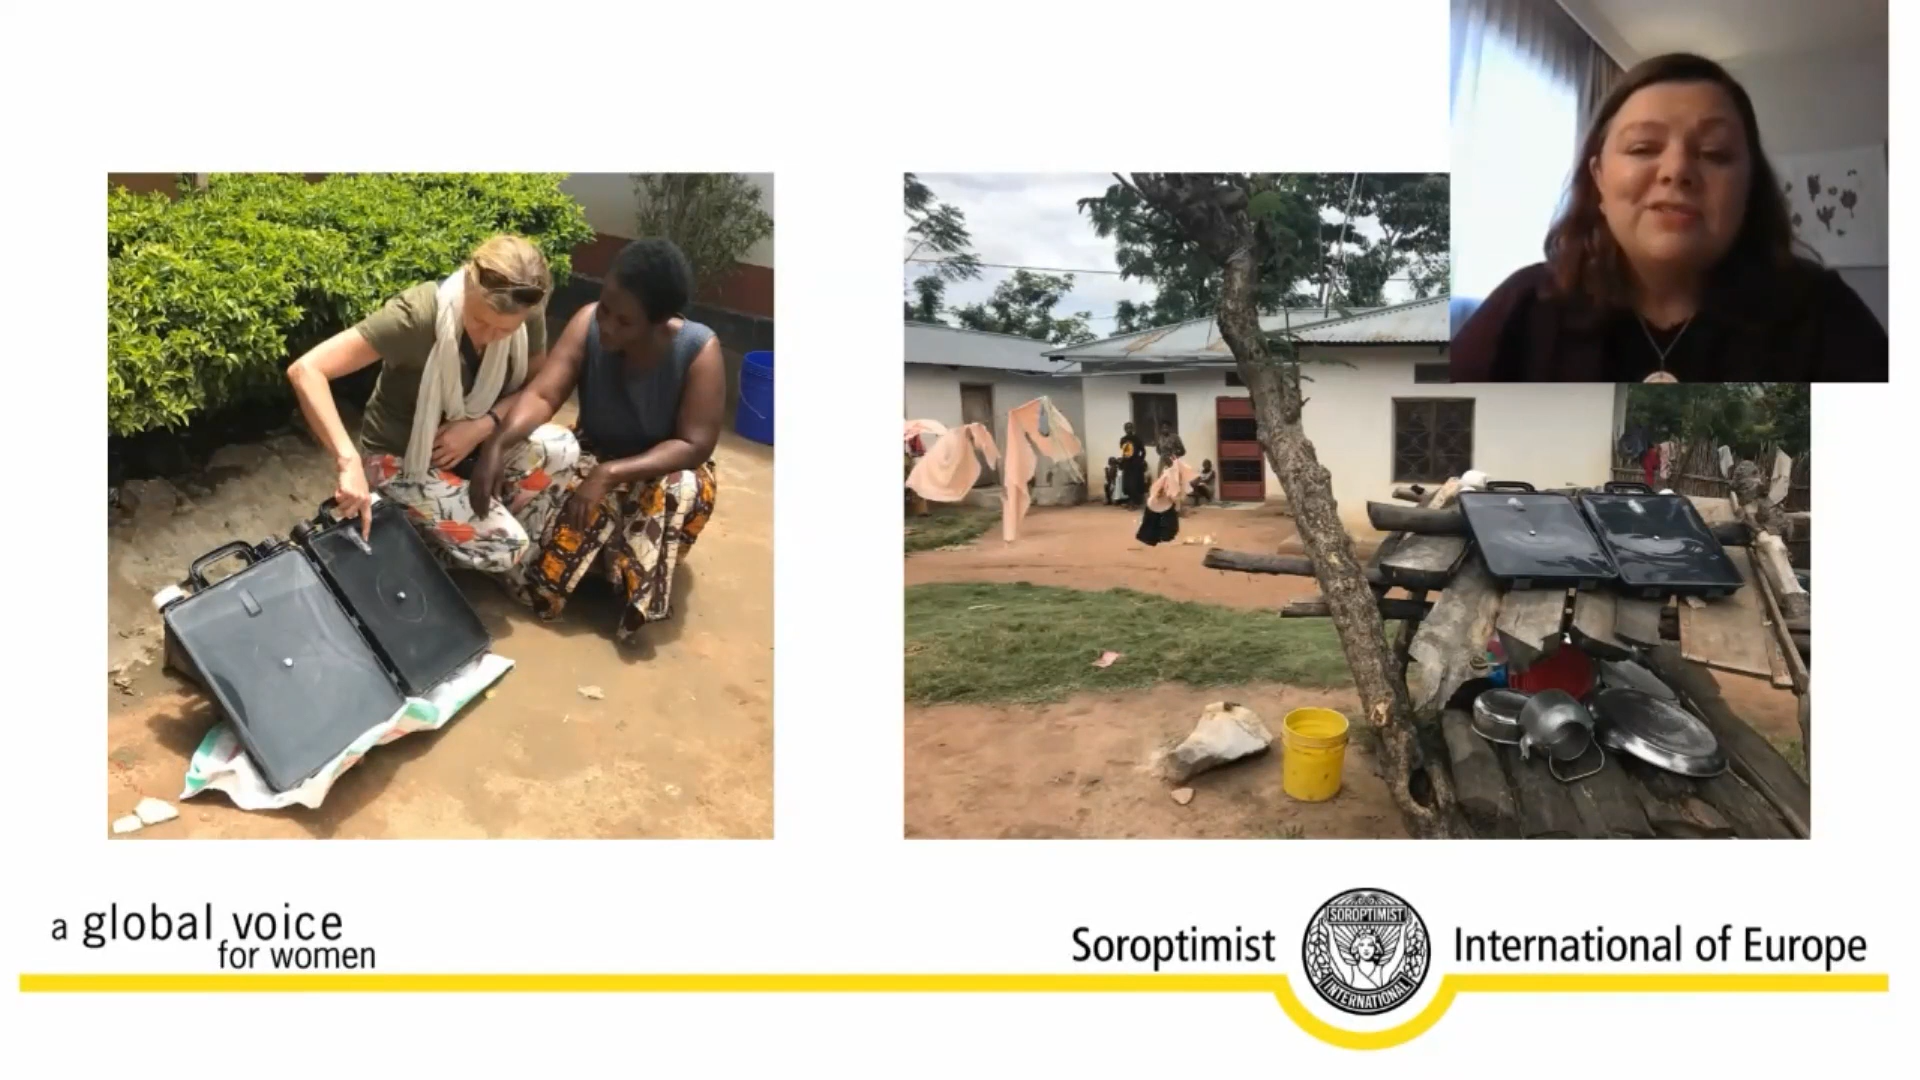 a global voice
for women
Soroptimist
SOROPTIMIST
INTERNATIONAL
International of Europe